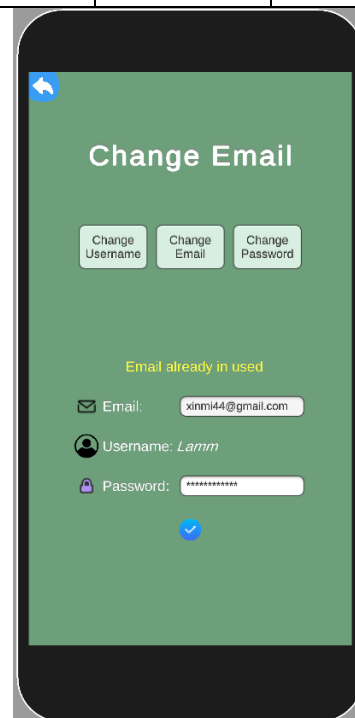 Change Email
Change Username
Change Email
Change Password
Email already in used
Email: xinmi44@gmail.com
Username: Lamm
Password: ************